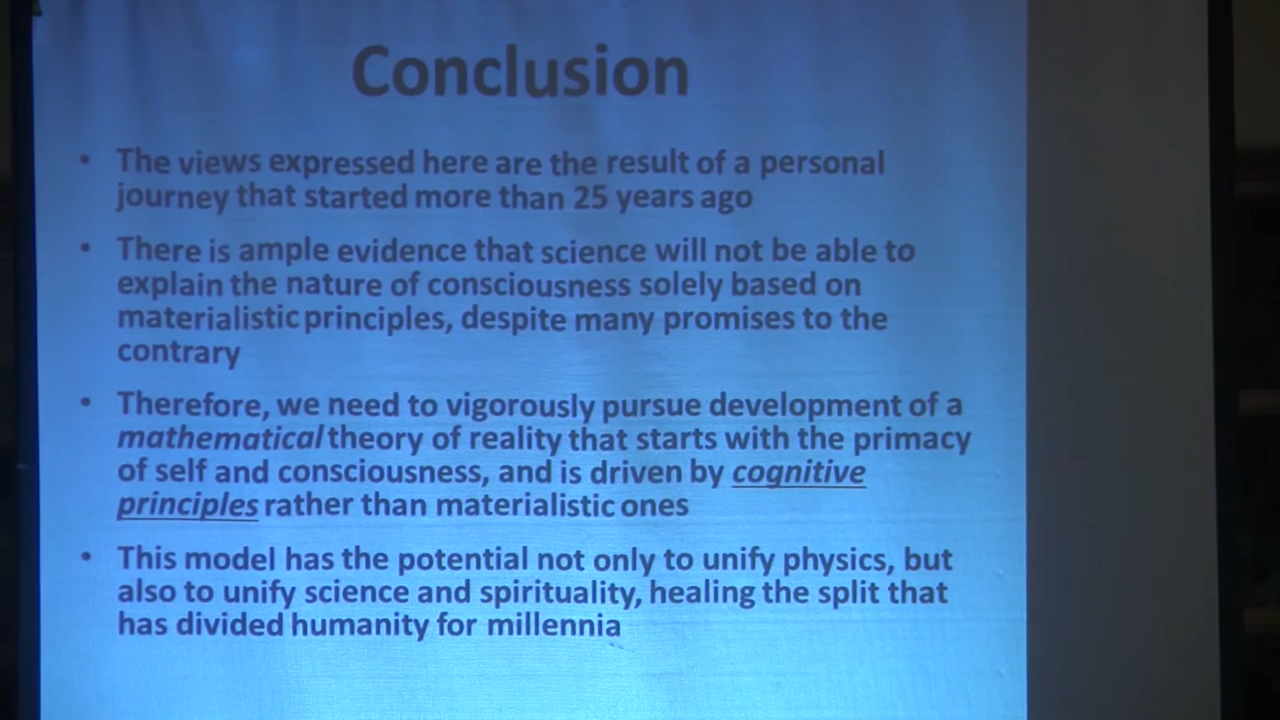 Conclusion
• The views expressed here are the result of a personal
journey that started more than 25 years ago
• There is ample evidence that science will not be able to
explain the nature of consciousness solely based on
materialistic principles, despite many promises to the
contrary
• Therefore, we need to vigorously pursue development of a
mathematical theory of reality that starts with the primacy
of self and consciousness, and is driven by cognitive
principles rather than materialistic ones
• This model has the potential not only to unify physics, but
also to unify science and spirituality, healing the split that
has divided humanity for millennia